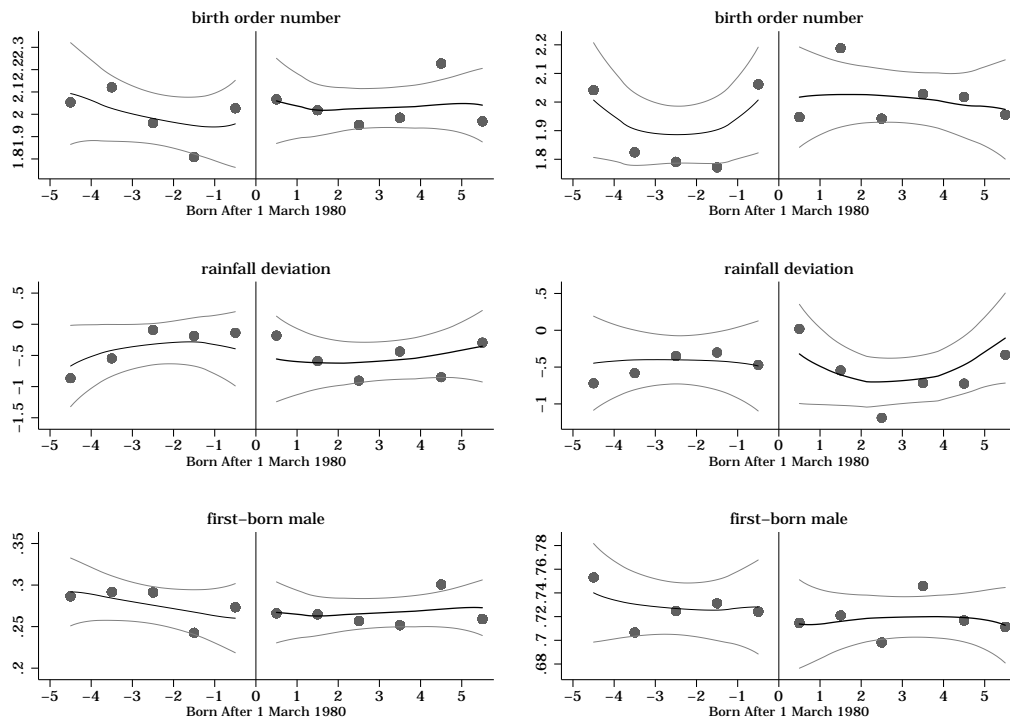 birth order number
1.81.9 2 2.12.22.3
−5 −4 −3 −2 −1 0 1 2 3 4 5
Born After 1 March 1980
birth order number
1.8 1.9 2 2.1 2.2
−5 −4 −3 −2 −1 0 1 2 3 4 5
Born After 1 March 1980
rainfall deviation
−1.5 −1 −.5 0 .5
−5 −4 −3 −2 −1 0 1 2 3 4 5
Born After 1 March 1980
rainfall deviation
−1 −.5 0 .5
−5 −4 −3 −2 −1 0 1 2 3 4 5
Born After 1 March 1980
first−born male
.2 .25 .3 .35
−5 −4 −3 −2 −1 0 1 2 3 4 5
Born After 1 March 1980
first−born male
.68 .7 .72.74.76.78
−5 −4 −3 −2 −1 0 1 2 3 4 5
Born After 1 March 1980